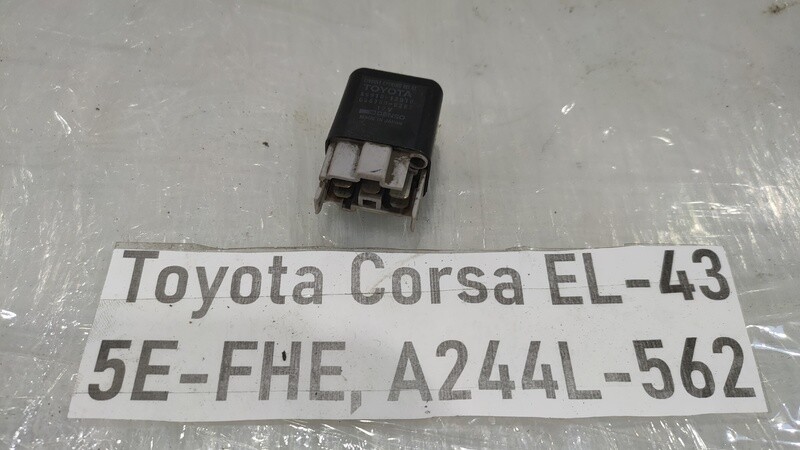 TOYOTA
Toyota Corsa EL-43
5E-FHE, A244L-562